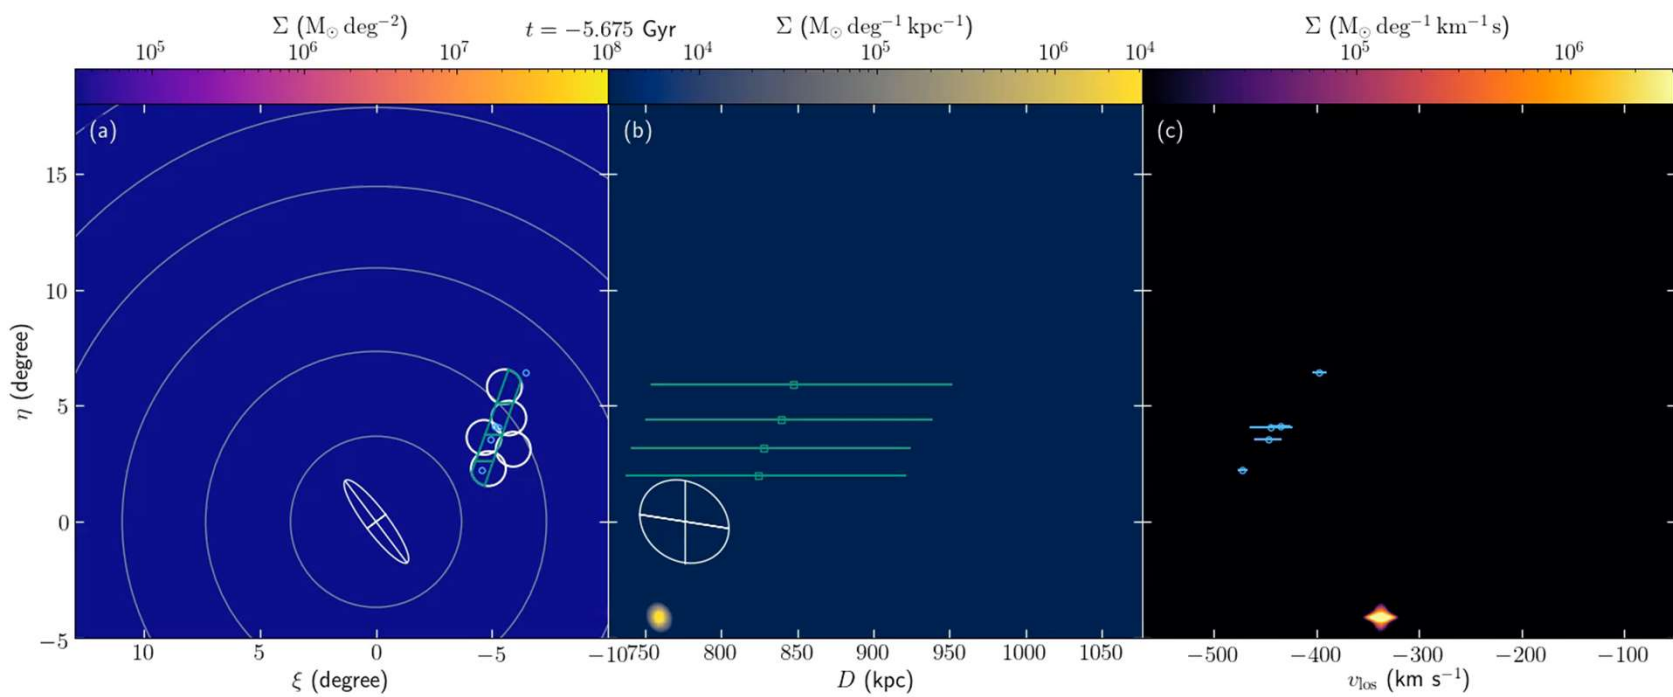 Σ (M⊙ deg⁻²) t = −5.675 Gyr Σ (M⊙ deg⁻¹ kpc⁻¹) Σ (M⊙ deg⁻¹ km⁻¹ s)
10⁵ 10⁶ 10⁷ 10⁸ 10⁴ 10⁵ 10⁶ 10⁴ 10⁵ 10⁶
(a) (b) (c)
15
10
η (degree)
5
0
−5
10 5 0 −5 −10 750 800 850 900 950 1000 1050 −500 −400 −300 −200 −100
ξ (degree) D (kpc) v_los (km s⁻¹)